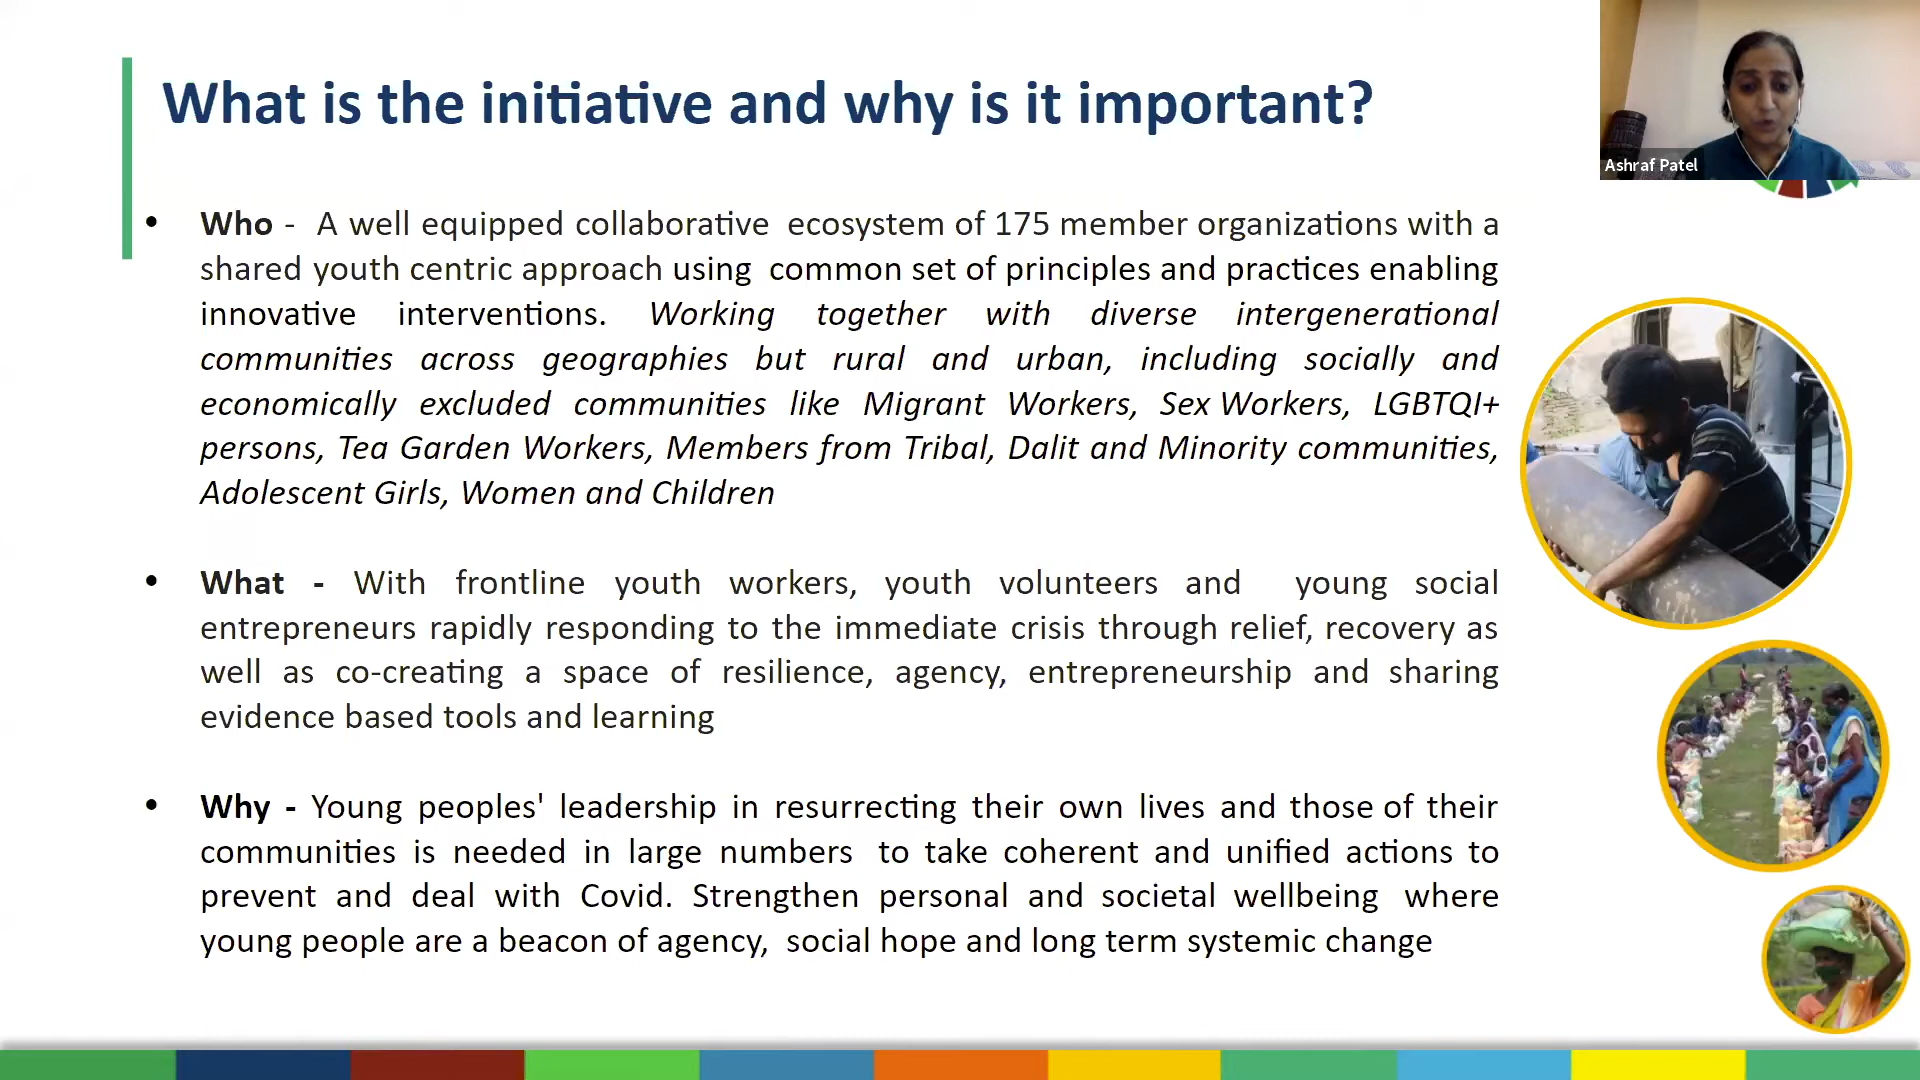 What is the initiative and why is it important?
Ashraf Patel
• Who - A well equipped collaborative ecosystem of 175 member organizations with a
shared youth centric approach using common set of principles and practices enabling
innovative interventions. Working together with diverse intergenerational
communities across geographies but rural and urban, including socially and
economically excluded communities like Migrant Workers, Sex Workers, LGBTQI+
persons, Tea Garden Workers, Members from Tribal, Dalit and Minority communities,
Adolescent Girls, Women and Children
• What - With frontline youth workers, youth volunteers and young social
entrepreneurs rapidly responding to the immediate crisis through relief, recovery as
well as co-creating a space of resilience, agency, entrepreneurship and sharing
evidence based tools and learning
• Why - Young peoples' leadership in resurrecting their own lives and those of their
communities is needed in large numbers to take coherent and unified actions to
prevent and deal with Covid. Strengthen personal and societal wellbeing where
young people are a beacon of agency, social hope and long term systemic change